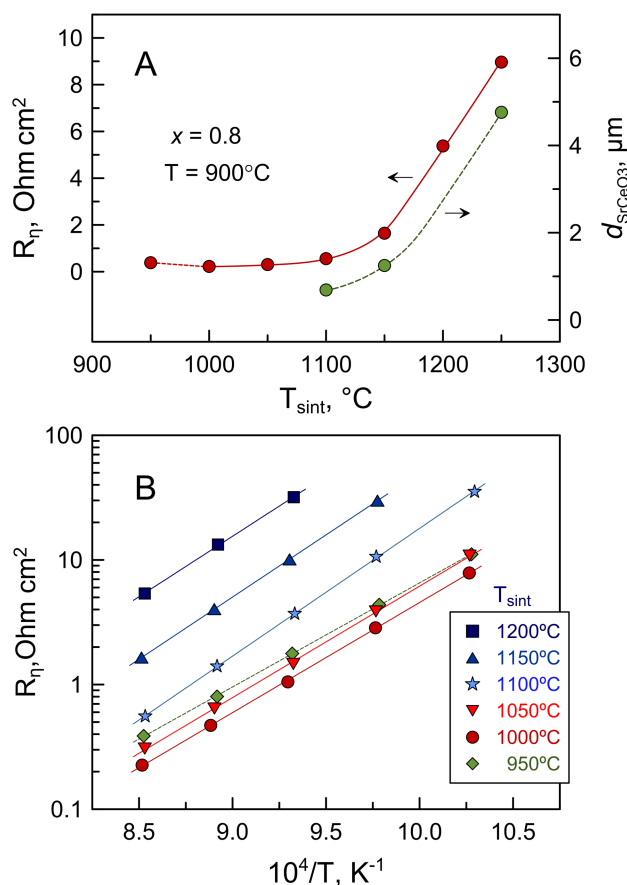 A
x = 0.8
T = 900°C
Rη, Ohm cm2
10
8
6
4
2
0
dSrCeO3, μm
6
4
2
0
900 1000 1100 1200 1300
Tsint, °C
B
Rη,Ohm cm2
100
10
1
0.1
Tsint
1200ºC
1150ºC
1100ºC
1050ºC
1000ºC
950ºC
8.5 9.0 9.5 10.0 10.5
104/T, K-1